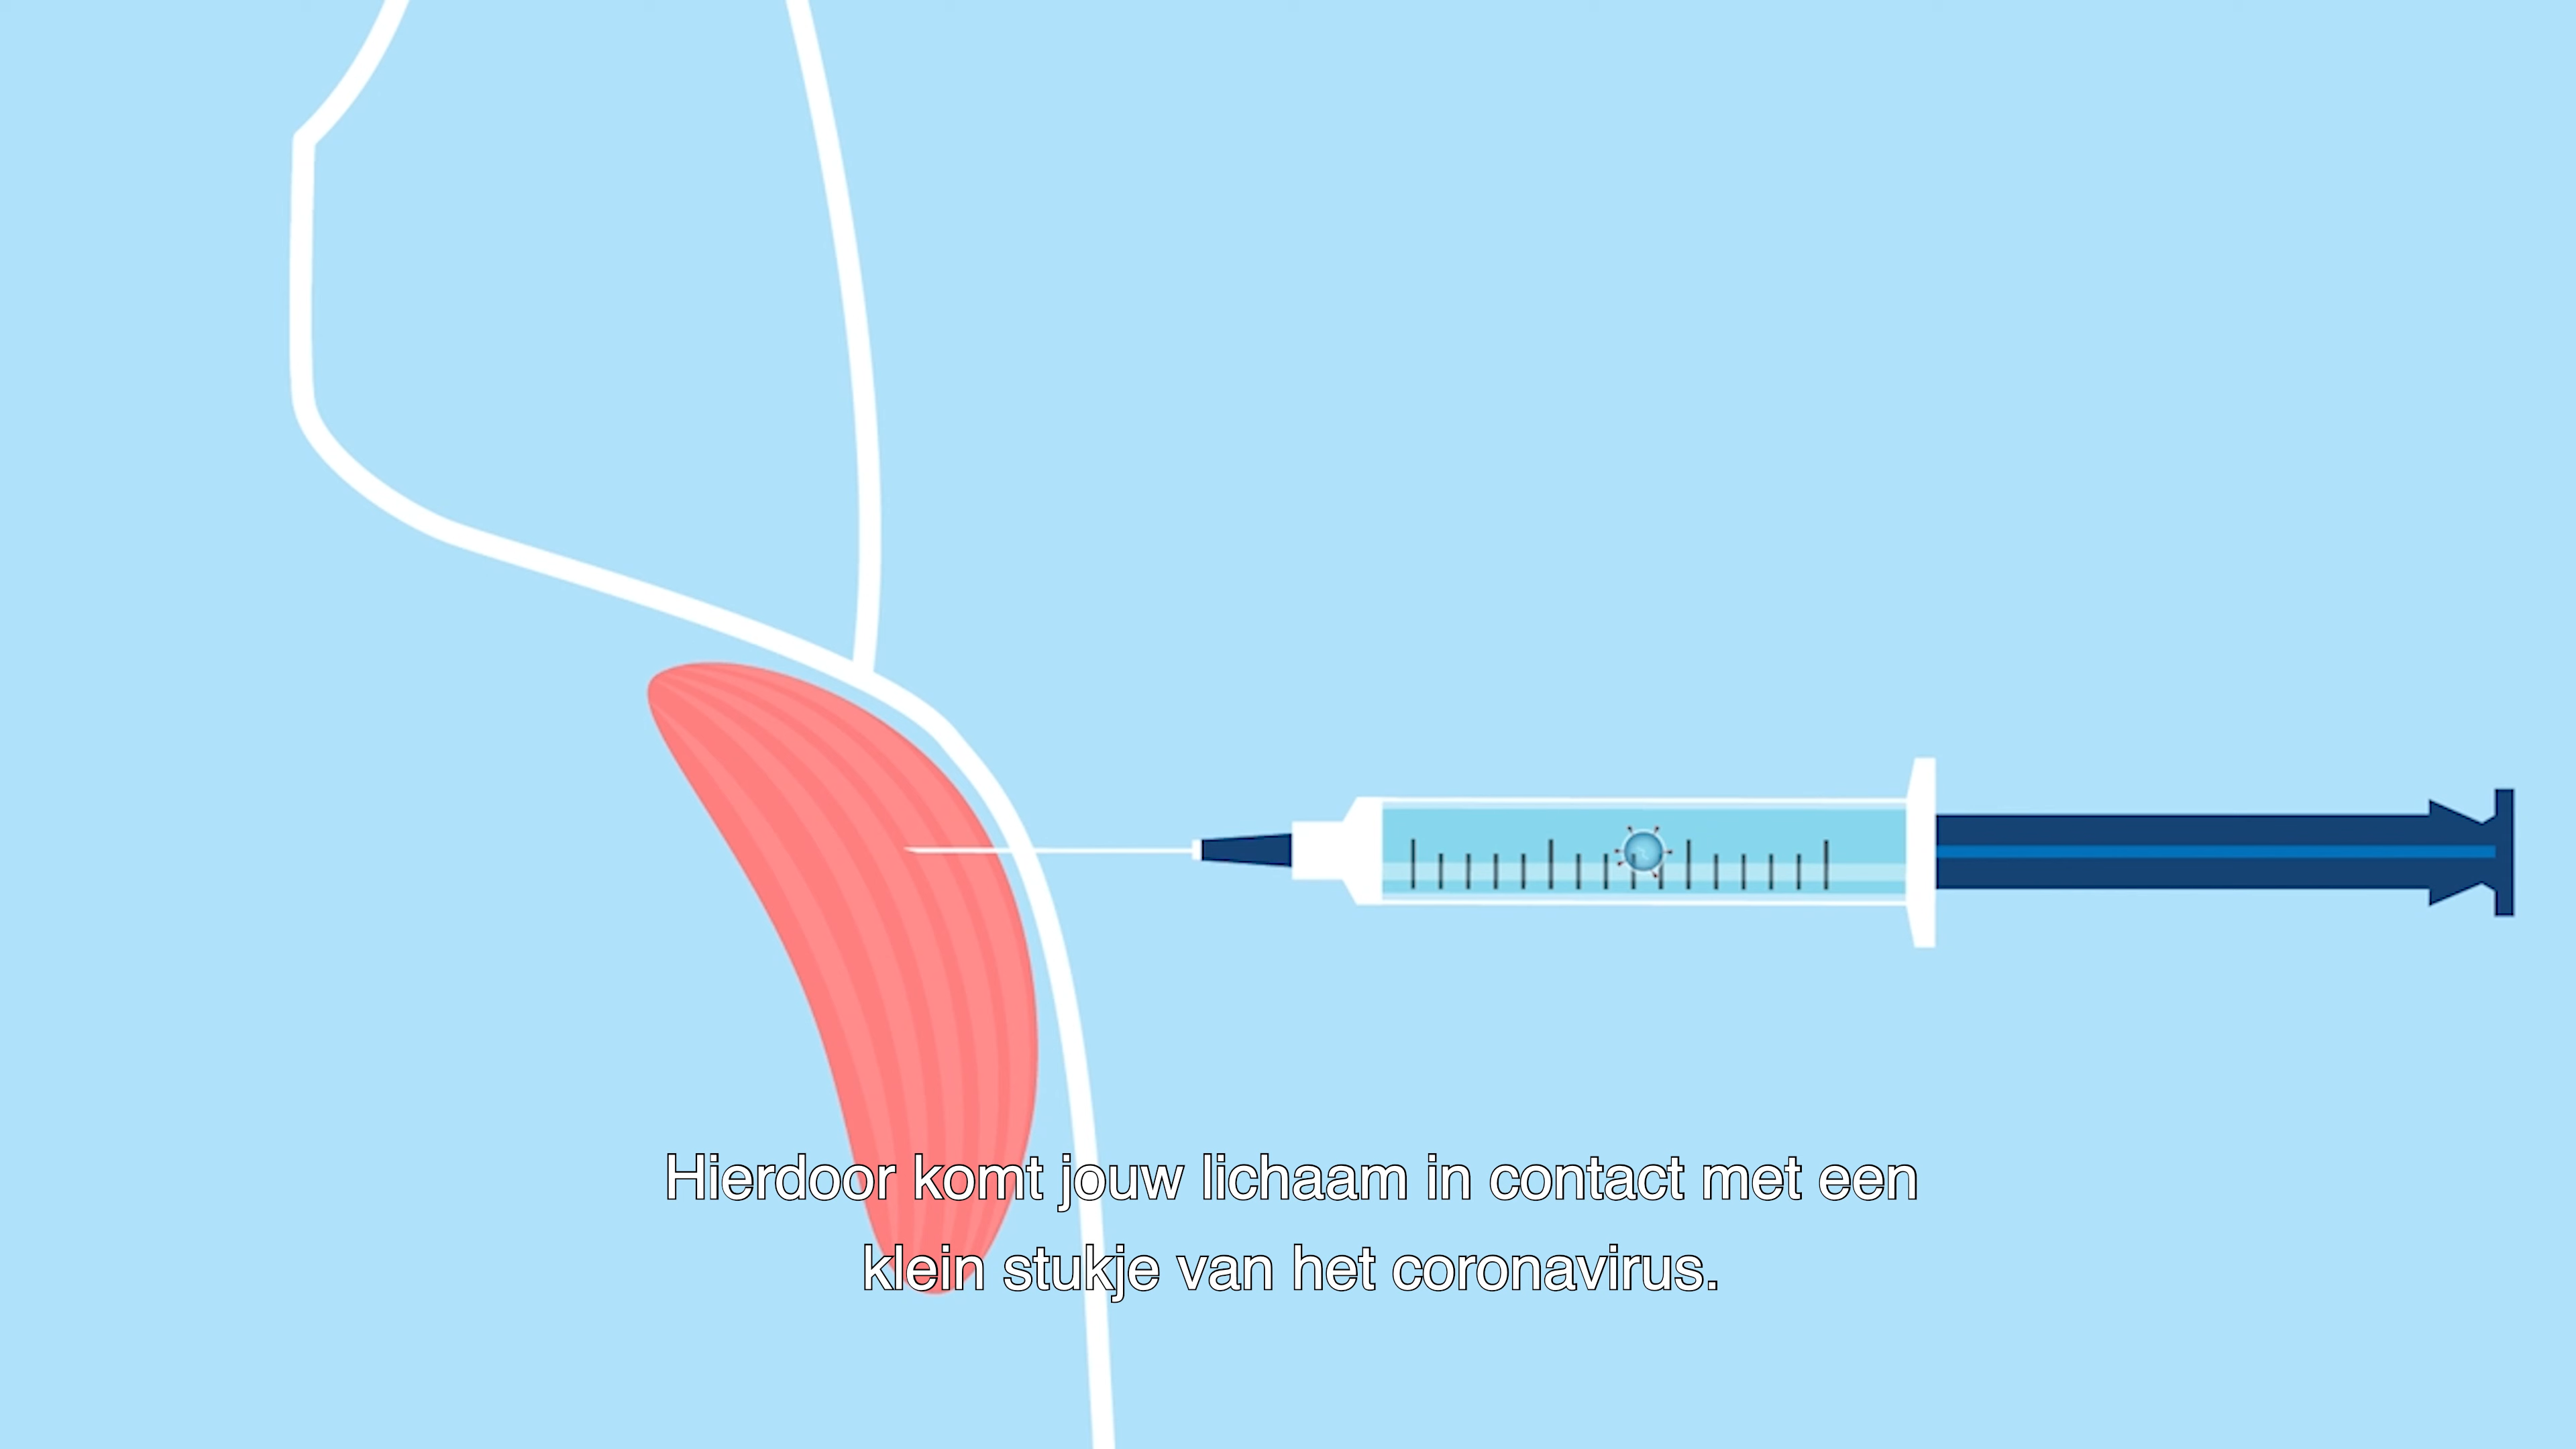 Hierdoor komt jouw lichaam in contact met een
klein stukje van het coronavirus.